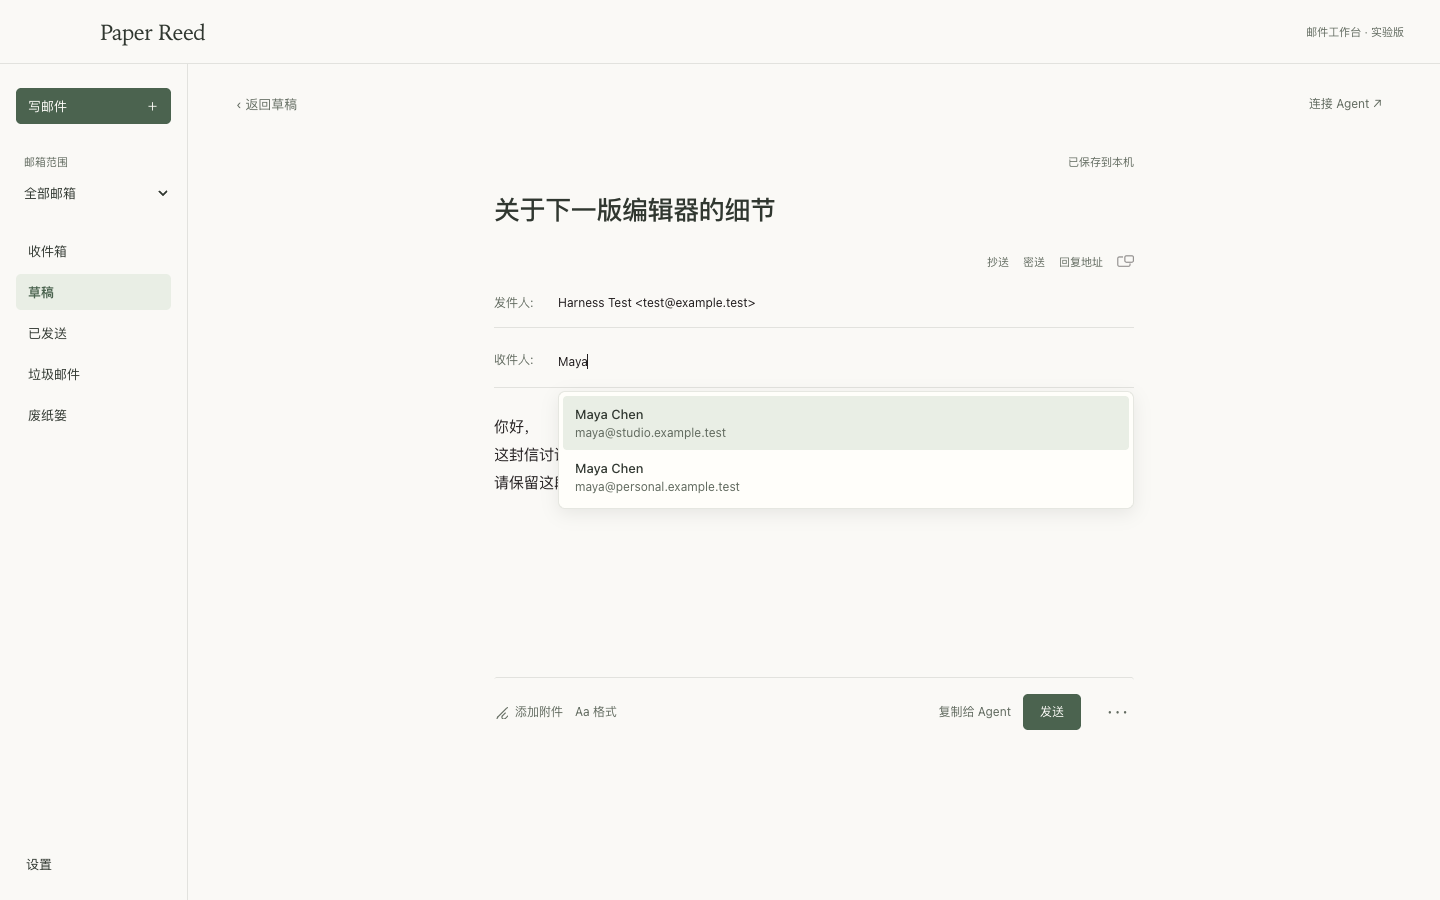 Paper Reed
邮件工作台 · 实验版
写邮件 +
邮箱范围
全部邮箱
收件箱
草稿
已发送
垃圾邮件
废纸篓
设置
‹ 返回草稿
连接 Agent ↗
已保存到本机
关于下一版编辑器的细节
抄送 密送 回复地址
发件人: Harness Test <test@example.test>
收件人: Maya
Maya Chen
maya@studio.example.test
Maya Chen
maya@personal.example.test
你好，
这封信讨
请保留这
添加附件 Aa 格式 复制给 Agent 发送 ···